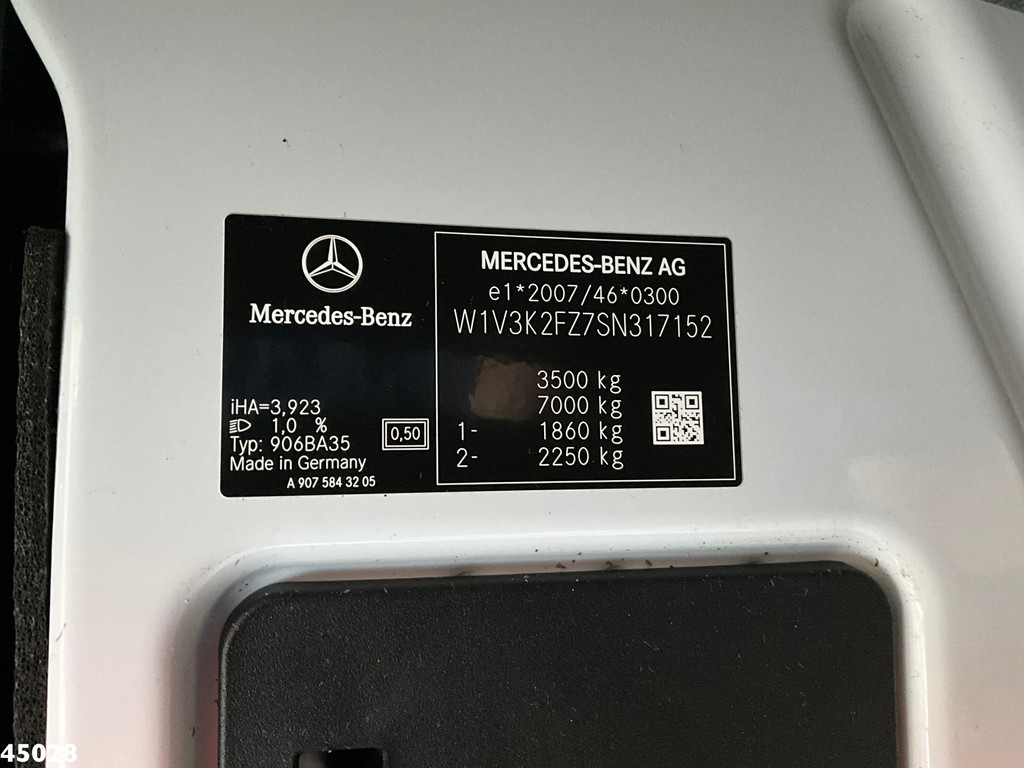 Mercedes-Benz
iHA=3,923
1,0 %
Typ: 906BA35
Made in Germany
A 907 584 32 05
0,50
MERCEDES-BENZ AG
e1*2007/46*0300
W1V3K2FZ7SN317152
3500 kg
7000 kg
1- 1860 kg
2- 2250 kg
45028